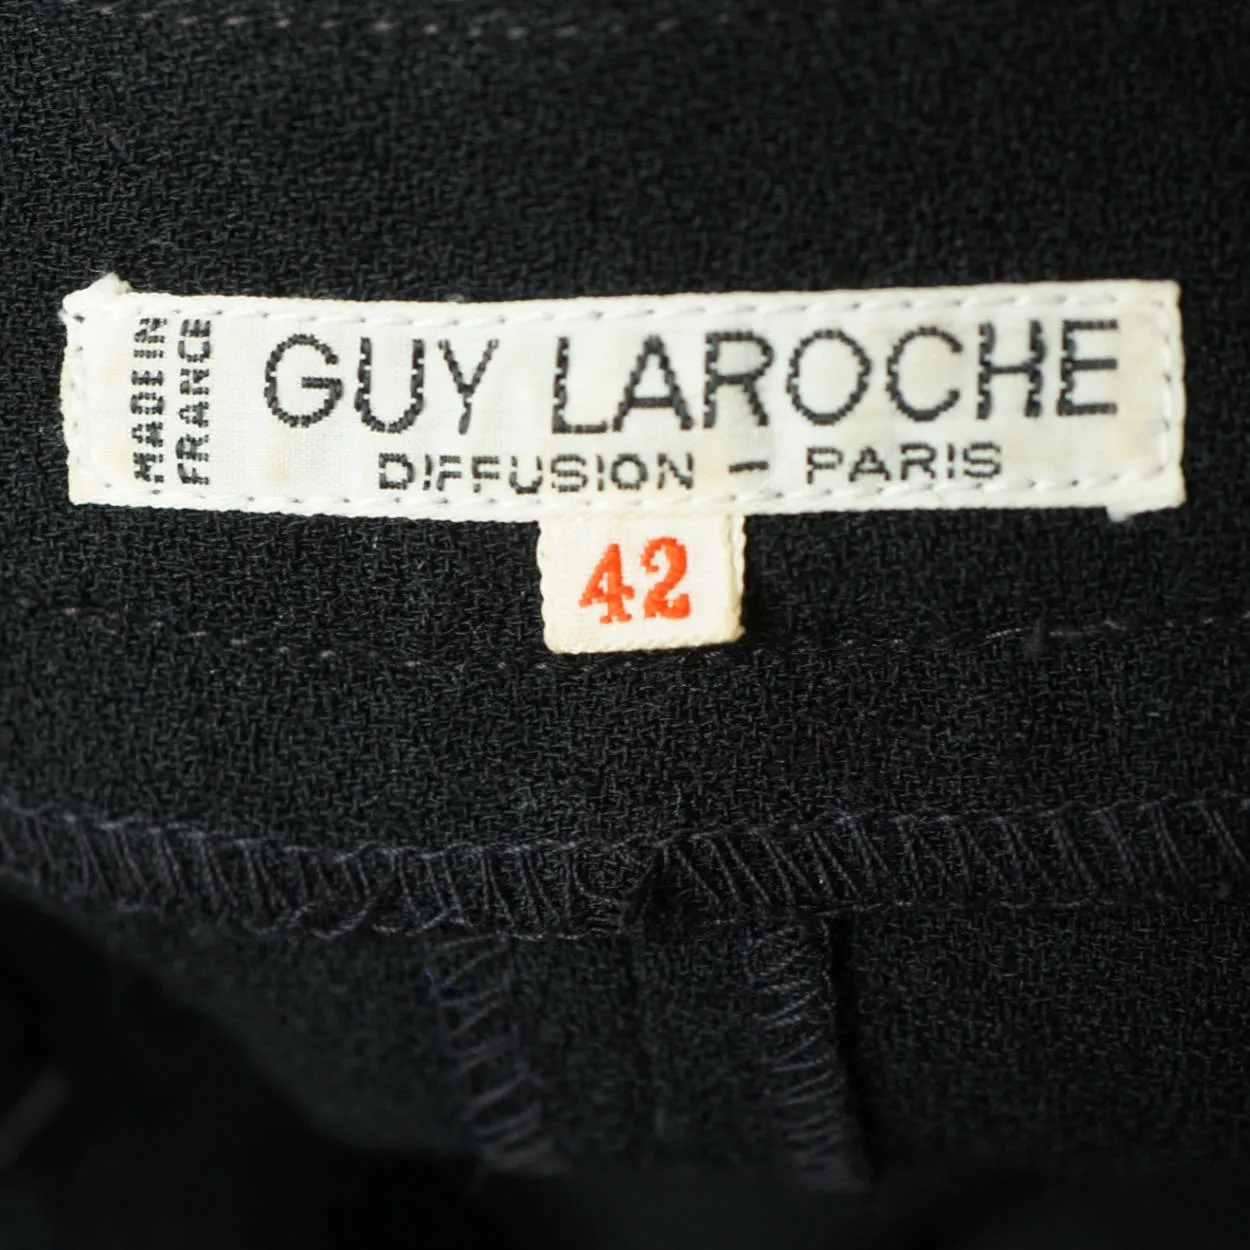 MADE IN
FRANCE
GUY LAROCHE
DIFFUSION - PARIS
42